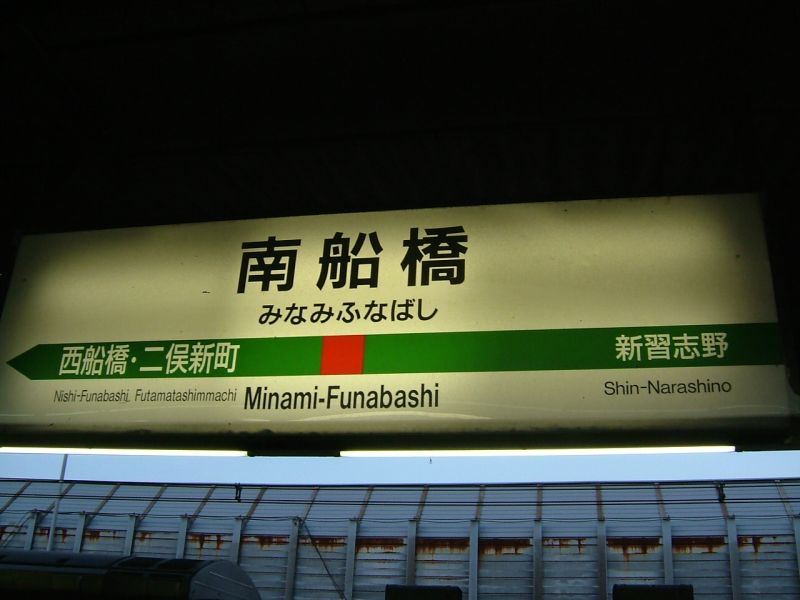 南船橋
みなみふなばし
西船橋・二俣新町 新習志野
Nishi-Funabashi, Futamatashimmachi Minami-Funabashi Shin-Narashino